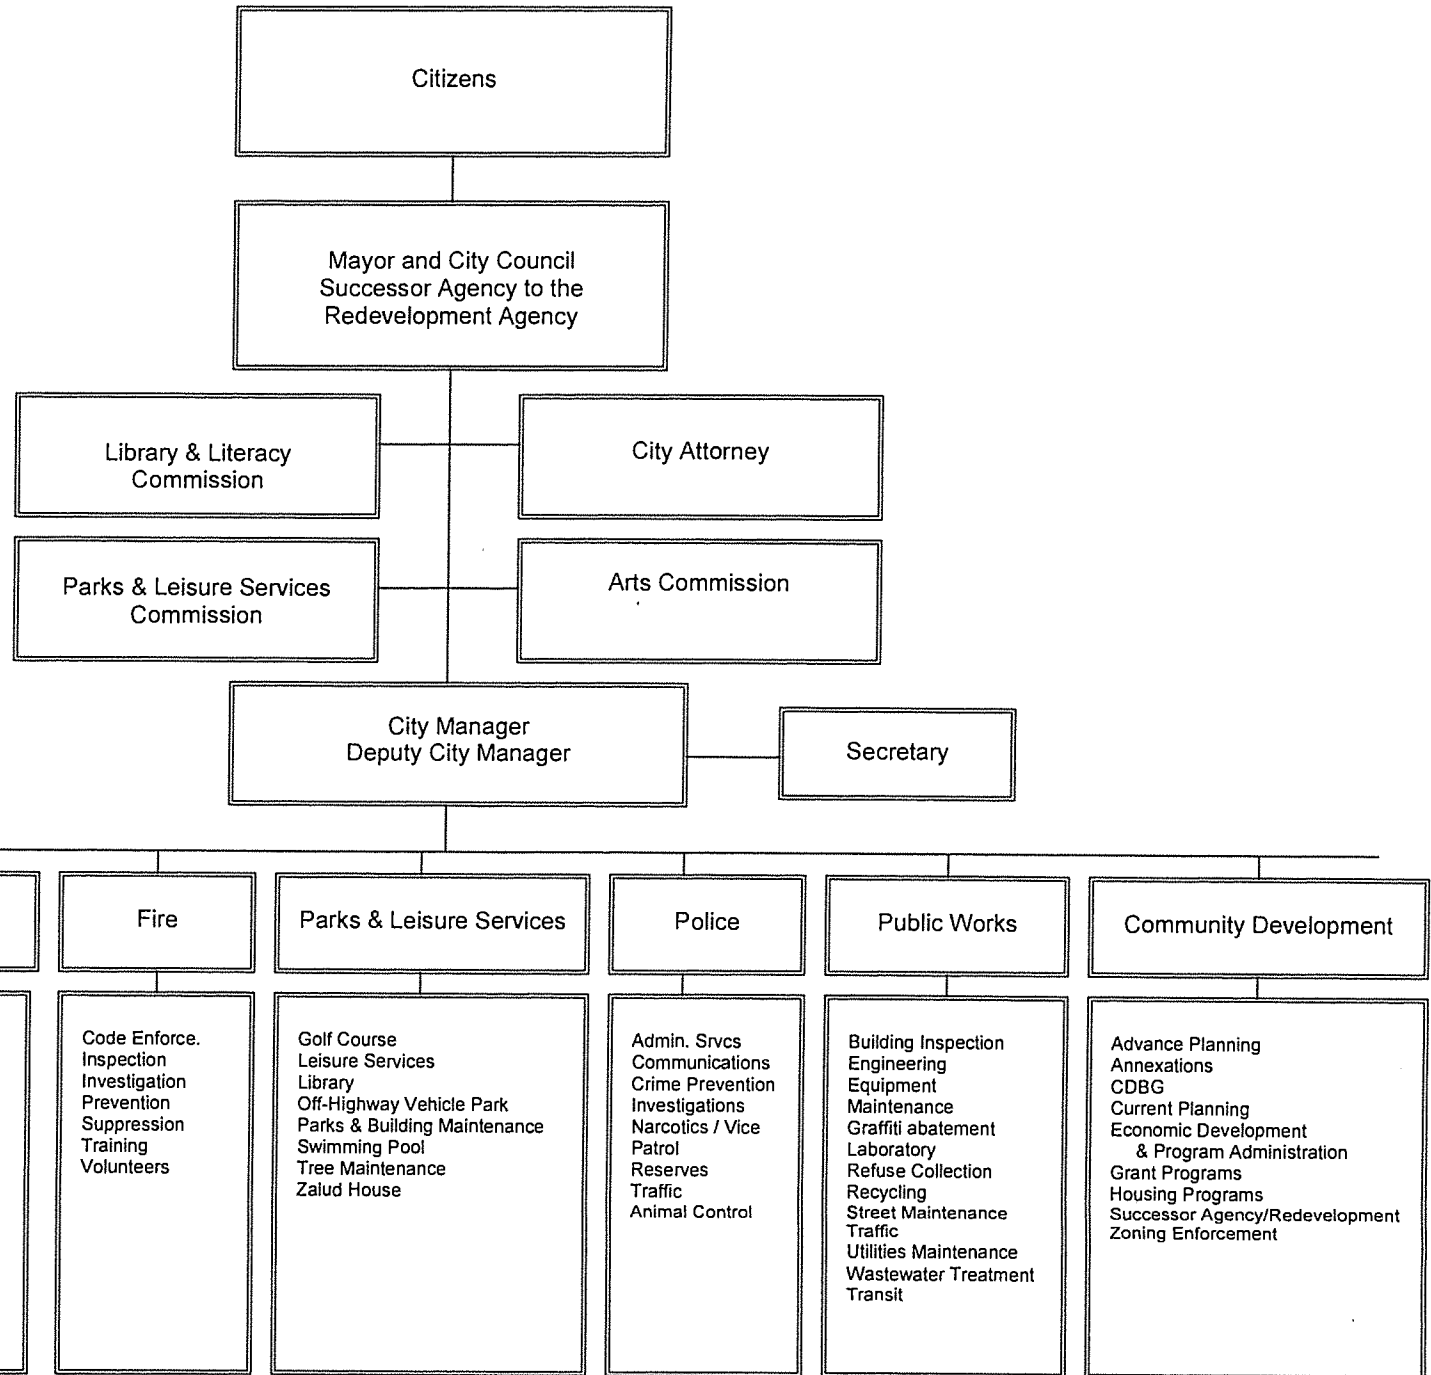 Citizens
Mayor and City Council
Successor Agency to the
Redevelopment Agency
Library & Literacy
Commission
City Attorney
Parks & Leisure Services
Commission
Arts Commission
City Manager
Deputy City Manager
Secretary
Fire
Parks & Leisure Services
Police
Public Works
Community Development
Code Enforce.
Inspection
Investigation
Prevention
Suppression
Training
Volunteers
Golf Course
Leisure Services
Library
Off-Highway Vehicle Park
Parks & Building Maintenance
Swimming Pool
Tree Maintenance
Zalud House
Admin. Srvcs
Communications
Crime Prevention
Investigations
Narcotics / Vice
Patrol
Reserves
Traffic
Animal Control
Building Inspection
Engineering
Equipment
Maintenance
Graffiti abatement
Laboratory
Refuse Collection
Recycling
Street Maintenance
Traffic
Utilities Maintenance
Wastewater Treatment
Transit
Advance Planning
Annexations
CDBG
Current Planning
Economic Development
& Program Administration
Grant Programs
Housing Programs
Successor Agency/Redevelopment
Zoning Enforcement